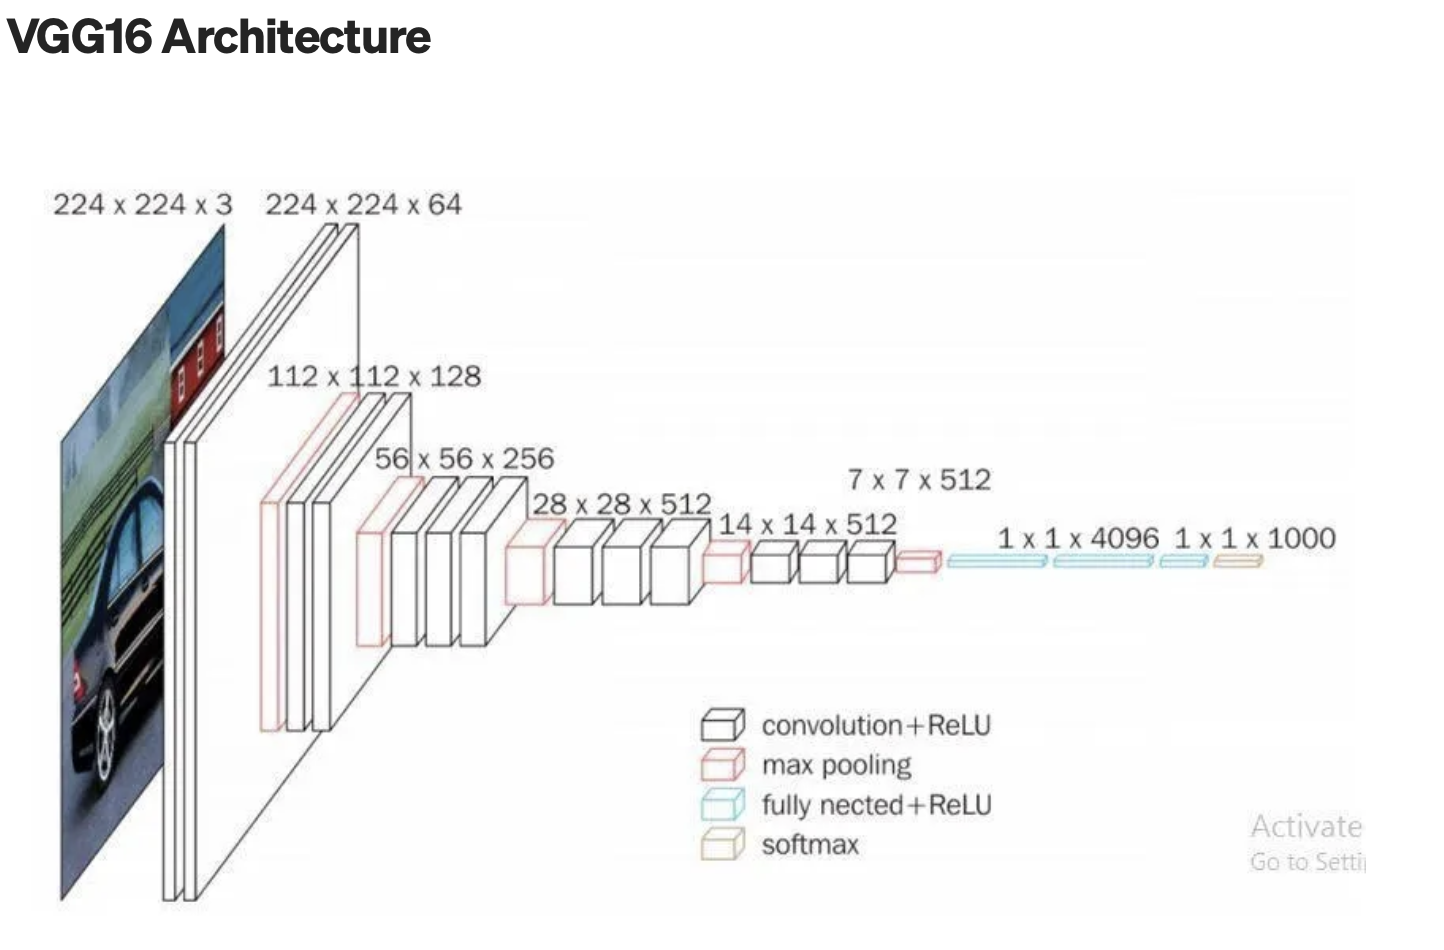 VGG16 Architecture
224 x 224 x 3
224 x 224 x 64
112 x 112 x 128
56 x 56 x 256
28 x 28 x 512
14 x 14 x 512
7 x 7 x 512
1 x 1 x 4096
1 x 1 x 1000
convolution+ReLU
max pooling
fully nected+ReLU
softmax
Activate
Go to Setti